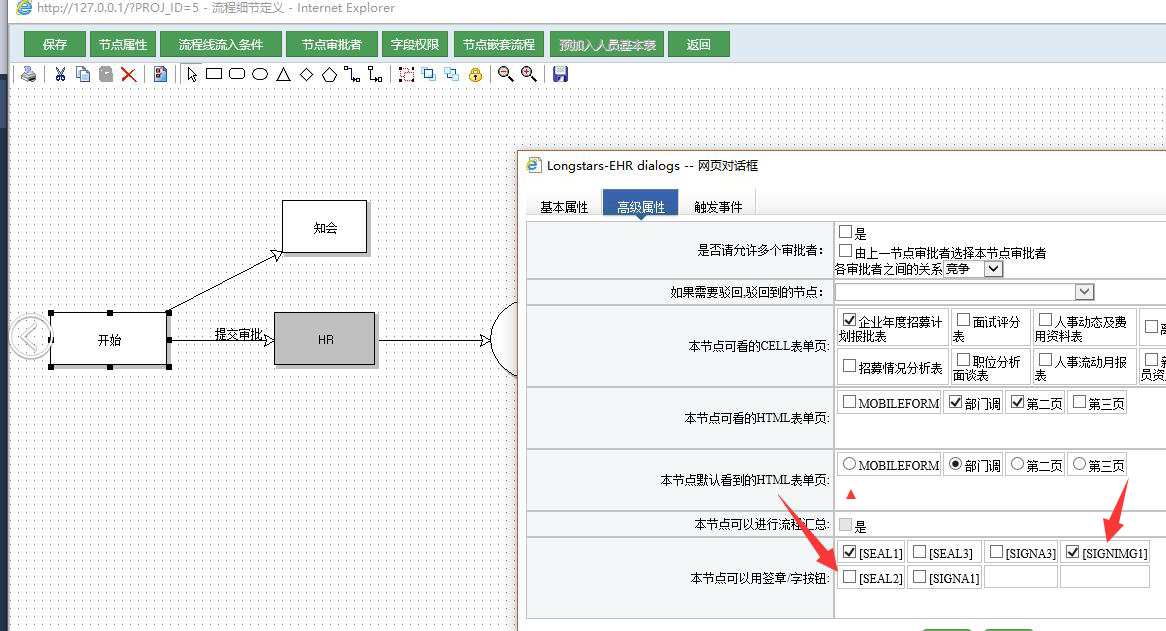 http://127.0.0.1/?PROJ_ID=5 - 流程细节定义 - Internet Explorer
保存 节点属性 流程线流入条件 节点审批者 字段权限 节点嵌套流程 预加入人员基本表 返回
Longstars-EHR dialogs -- 网页对话框
基本属性 高级属性 触发事件
知会
开始
提交审批
HR
是否请允许多个审批者：
是
由上一节点审批者选择本节点审批者
各审批者之间的关系 竞争
如果需要驳回,驳回到的节点：
本节点可看的CELL表单页:
企业年度招募计划报批表 面试评分表 人事动态及费用资料表
招募情况分析表 职位分析面谈表 人事流动月报表
本节点可看的HTML表单页:
MOBILEFORM 部门调 第二页 第三页
本节点默认看到的HTML表单页:
MOBILEFORM 部门调 第二页 第三页
本节点可以进行流程汇总:
是
本节点可以用签章/字按钮:
[SEAL1] [SEAL3] [SIGNA3] [SIGNIMG1]
[SEAL2] [SIGNA1]